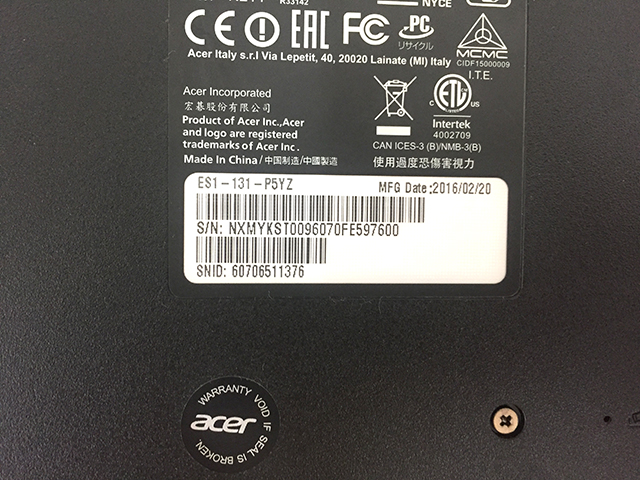 R33142
NYCE
CE FC PC
リサイクル
MCMC
CIDF15000009
Acer Italy s.r.l Via Lepetit, 40, 20020 Lainate (MI) Italy
I.T.E.
Acer Incorporated
宏碁股份有限公司
Product of Acer Inc.,Acer
and logo are registered
trademarks of Acer Inc.
Made In China/中国制造/中國製造
ETL
c us
Intertek
4002709
CAN ICES-3 (B)/NMB-3(B)
使用過度恐傷害視力
ES1-131-P5YZ
MFG Date:2016/02/20
S/N: NXMYKST0096070FE597600
SNID: 60706511376
WARRANTY VOID IF SEAL IS BROKEN.
acer